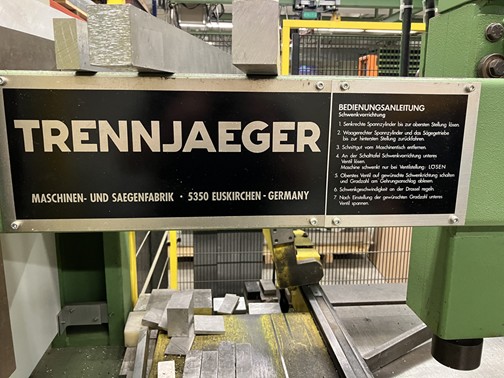 TRENNJAEGER
MASCHINEN- UND SAEGENFABRIK · 5350 EUSKIRCHEN - GERMANY
BEDIENUNGSANLEITUNG
Schwenkvorrichtung
1. Senkrechte Spannzylinder bis zur obersten Stellung lösen.
2. Waagerechter Spannzylinder und das Sägetriebe
bis zur hintersten Stellung zurückfahren.
3. Schnittgut vom Maschinentisch entfernen.
4. An der Schalttafel Schwenkvorrichtung unteres
Ventil lösen.
Maschine schwenkt nur bei Ventilstellung: LÖSEN
5. Oberstes Ventil auf gewünschte Schwenkrichtung schalten
und Gradzahl am Gehrungsanschlag ablesen.
6. Schwenkgeschwindigkeit an der Drossel regeln.
7. Nach Einstellung der gewünschten Gradzahl unteres
Ventil spannen.